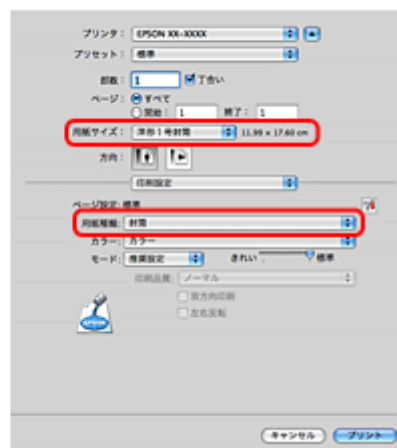 プリンタ： EPSON XX-XXXX
プリセット： 標準
部数： 1 丁合い
ページ： すべて
開始： 1 終了： 1
用紙サイズ： 洋形1号封筒 11.99 x 17.60 cm
方向：
印刷設定
ページ設定: 標準
用紙種類: 封筒
カラー: カラー
モード: 推奨設定 きれい 標準
印刷品質: ノーマル
双方向印刷
左右反転
EPSON
キャンセル プリント